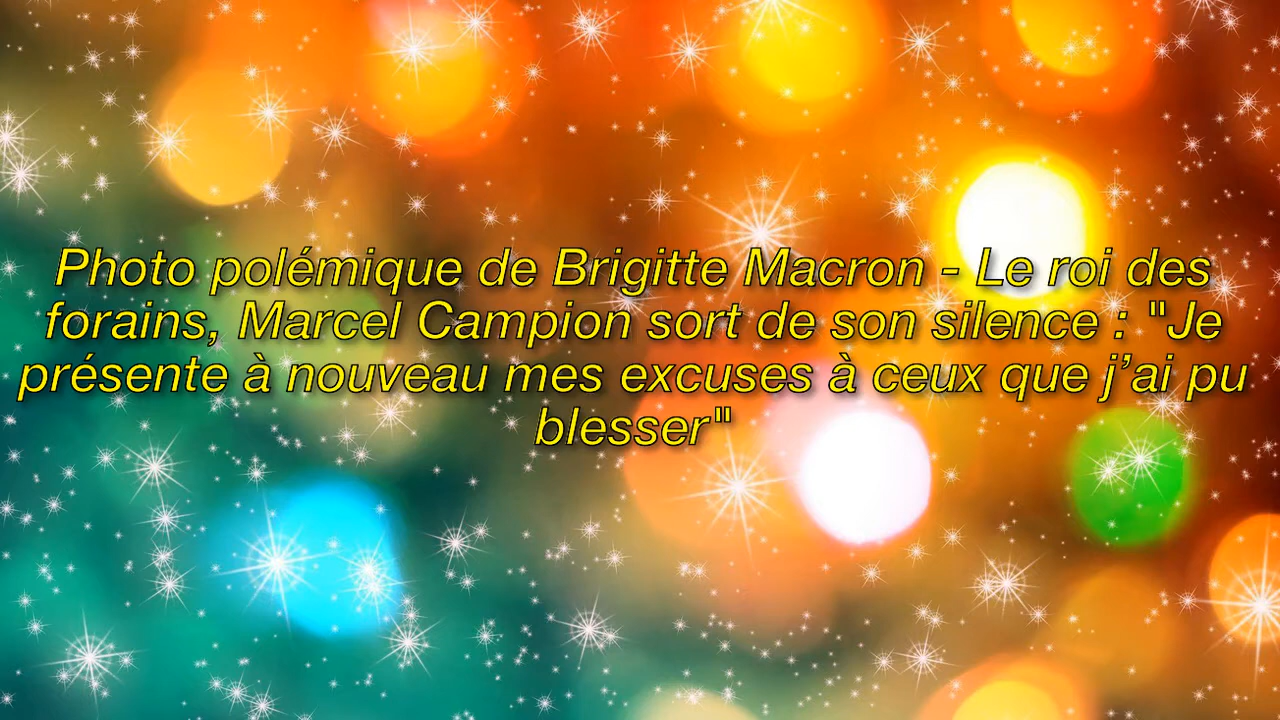 Photo polémique de Brigitte Macron - Le roi des
forains, Marcel Campion sort de son silence : "Je
présente à nouveau mes excuses à ceux que j’ai pu
blesser"